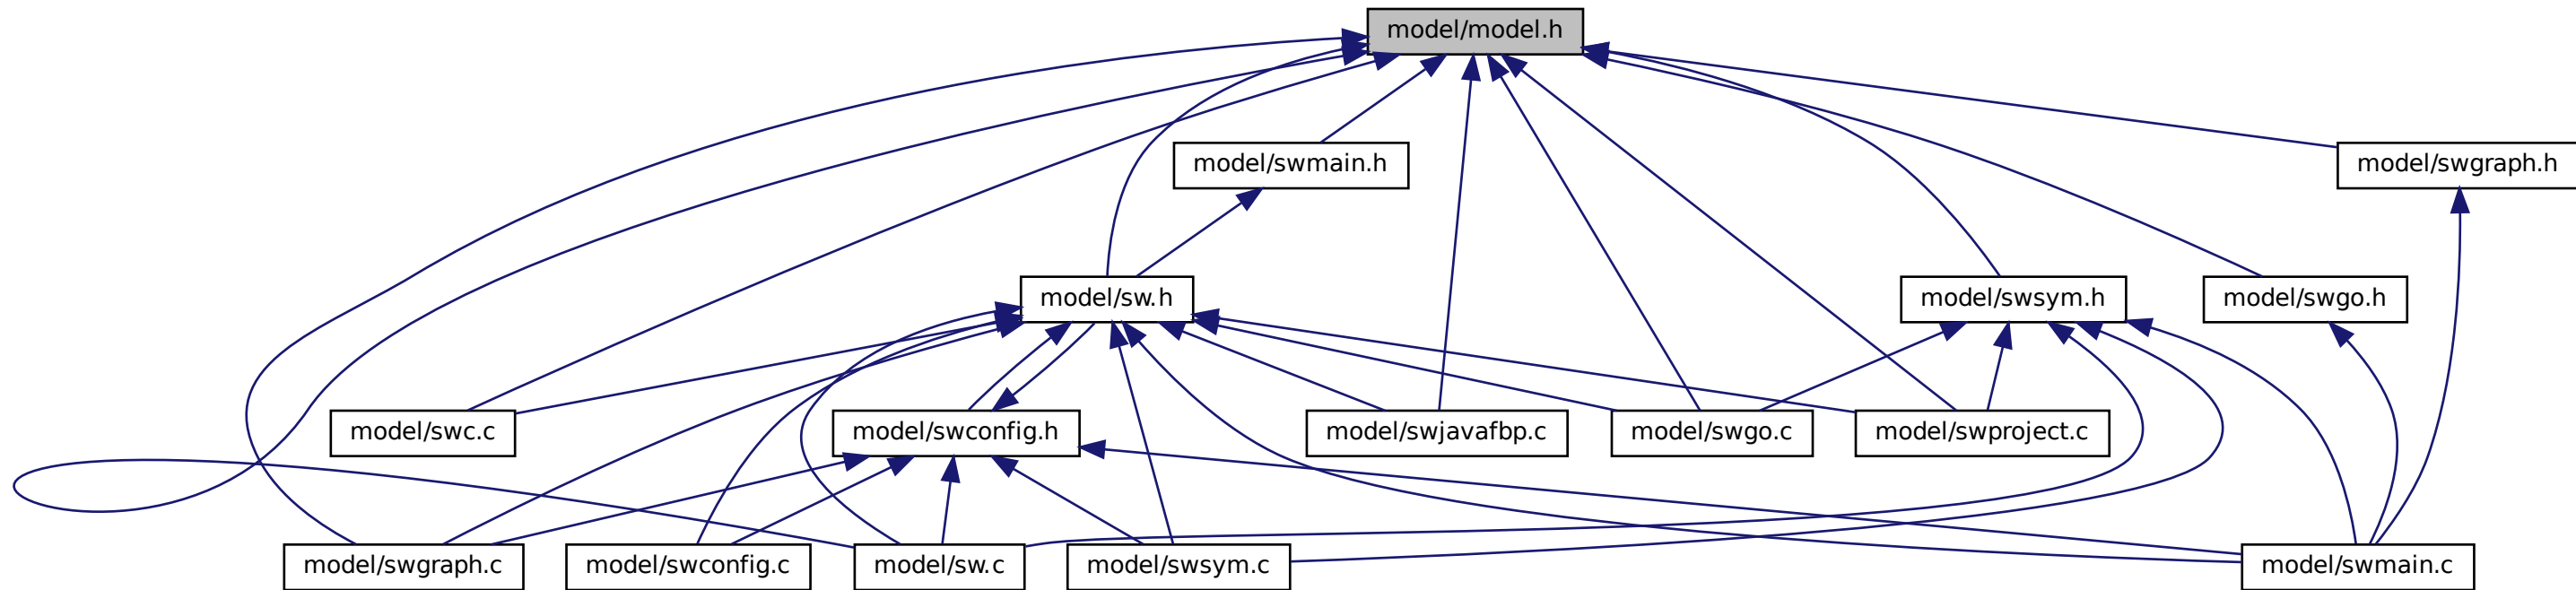 model/model.h
model/swmain.h
model/swgraph.h
model/sw.h
model/swsym.h
model/swgo.h
model/swc.c
model/swconfig.h
model/swjavafbp.c
model/swgo.c
model/swproject.c
model/swgraph.c
model/swconfig.c
model/sw.c
model/swsym.c
model/swmain.c